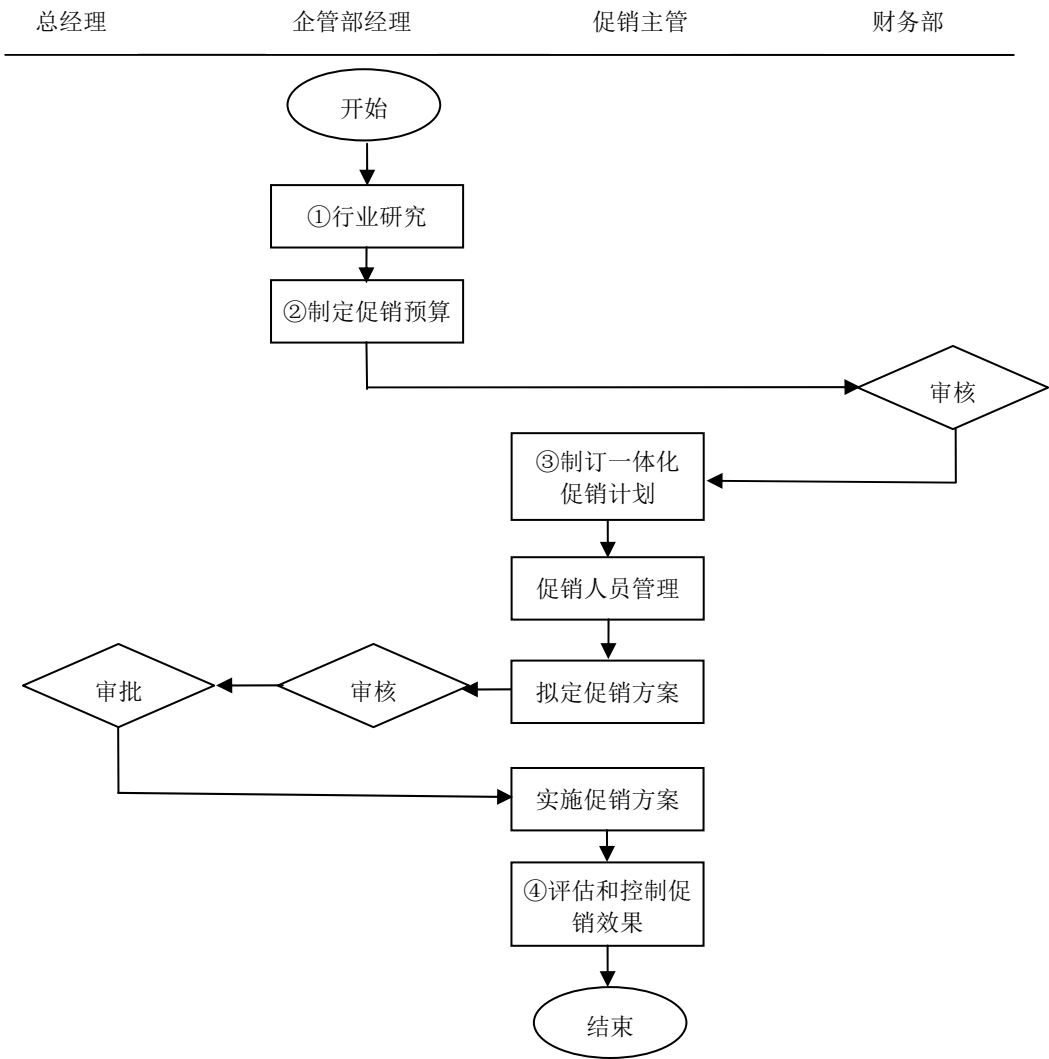 总经理 企管部经理 促销主管 财务部
开始
①行业研究
②制定促销预算
审核
③制订一体化
促销计划
促销人员管理
审批 审核 拟定促销方案
实施促销方案
④评估和控制促
销效果
结束